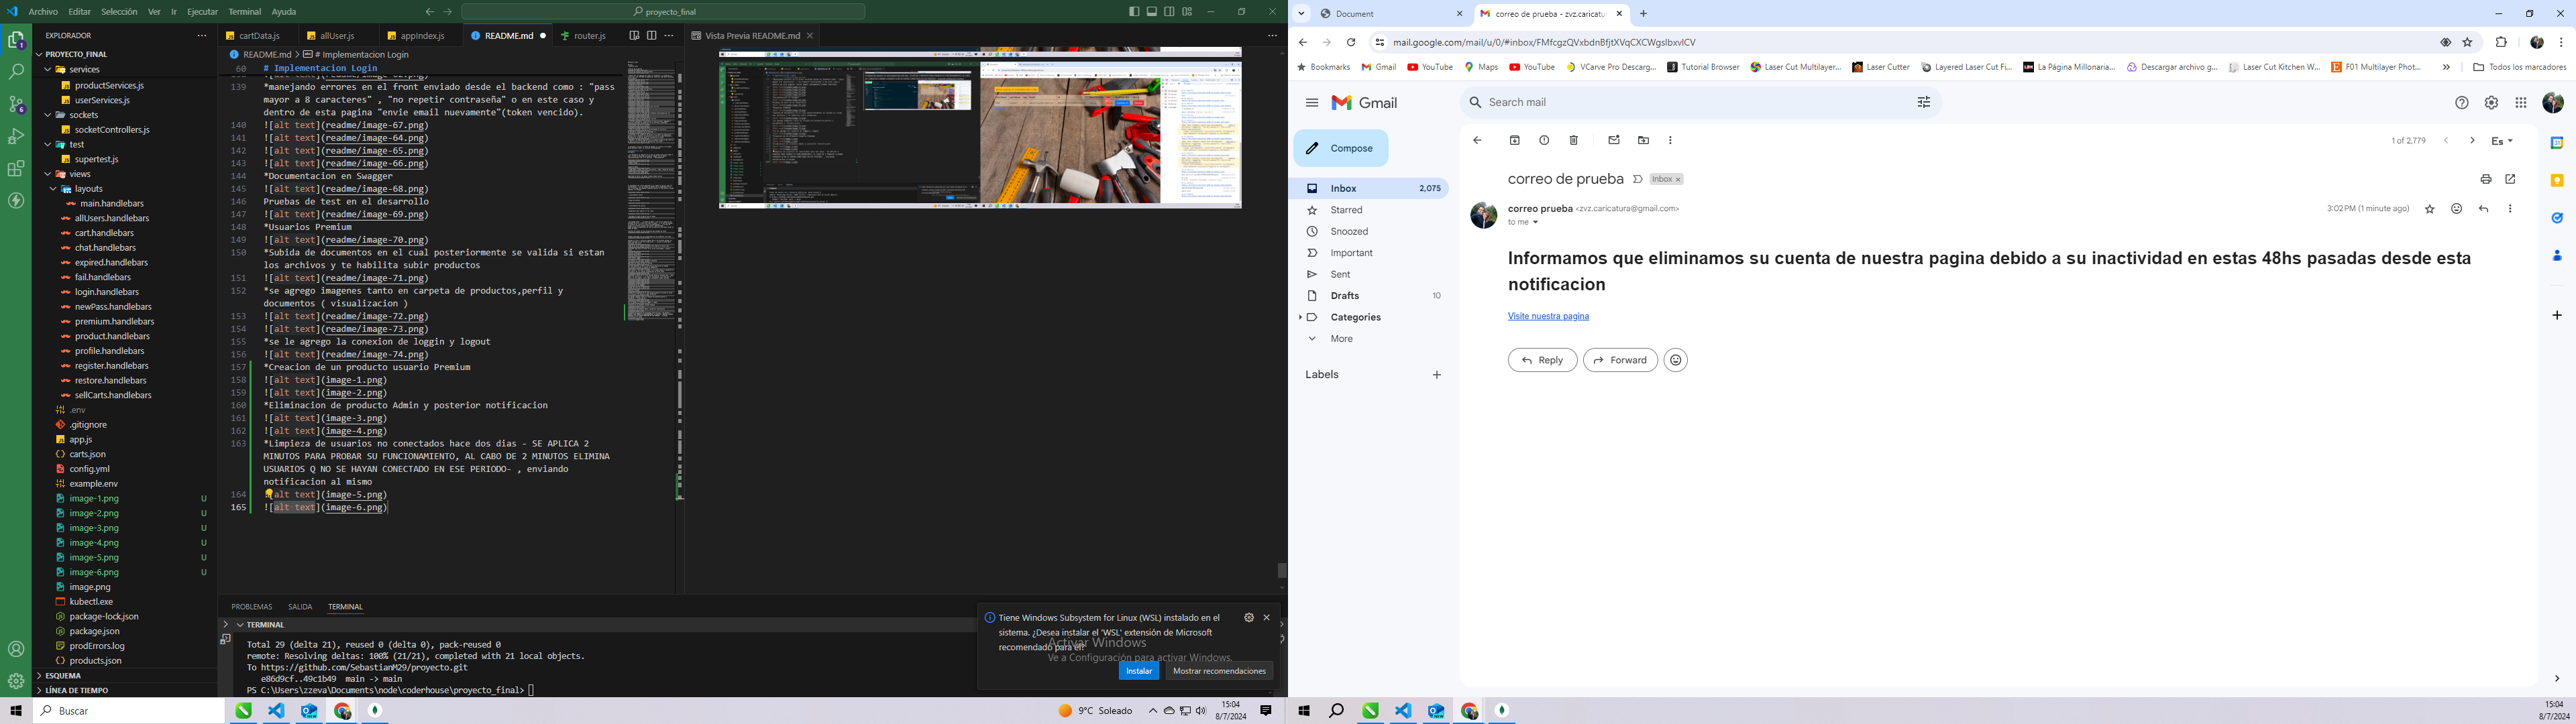 Archivo Editar Selección Ver Ir Ejecutar Terminal Ayuda
proyecto_final
EXPLORADOR
PROYECTO_FINAL
services
productServices.js
userServices.js
sockets
socketControllers.js
test
supertest.js
views
layouts
main.handlebars
allUsers.handlebars
cart.handlebars
chat.handlebars
expired.handlebars
fail.handlebars
login.handlebars
newPass.handlebars
premium.handlebars
product.handlebars
profile.handlebars
register.handlebars
restore.handlebars
sellCarts.handlebars
.env
.gitignore
app.js
carts.json
config.yml
example.env
image-1.png U
image-2.png U
image-3.png U
image-4.png U
image-5.png U
image-6.png U
image.png
kubectl.exe
package-lock.json
package.json
prodErrors.log
products.json
ESQUEMA
LÍNEA DE TIEMPO
cartData.js allUser.js appIndex.js README.md router.js
README.md > # Implementacion Login
60 # Implementacion Login
139 *manejando errores en el front enviado desde el backend como : "pass
mayor a 8 caracteres" , "no repetir contraseña" o en este caso y
dentro de esta pagina "envie email nuevamente"(token vencido).
140 ![alt text](readme/image-67.png)
141 ![alt text](readme/image-64.png)
142 ![alt text](readme/image-65.png)
143 ![alt text](readme/image-66.png)
144 *Documentacion en Swagger
145 ![alt text](readme/image-68.png)
146 Pruebas de test en el desarrollo
147 ![alt text](readme/image-69.png)
148 *Usuarios Premium
149 ![alt text](readme/image-70.png)
150 *Subida de documentos en el cual posteriormente se valida si estan
los archivos y te habilita subir productos
151 ![alt text](readme/image-71.png)
152 *se agrego imagenes tanto en carpeta de productos,perfil y
documentos ( visualizacion )
153 ![alt text](readme/image-72.png)
154 ![alt text](readme/image-73.png)
155 *se le agrego la conexion de loggin y logout
156 ![alt text](readme/image-74.png)
157 *Creacion de un producto usuario Premium
158 ![alt text](image-1.png)
159 ![alt text](image-2.png)
160 *Eliminacion de producto Admin y posterior notificacion
161 ![alt text](image-3.png)
162 ![alt text](image-4.png)
163 *Limpieza de usuarios no conectados hace dos dias - SE APLICA 2
MINUTOS PARA PROBAR SU FUNCIONAMIENTO, AL CABO DE 2 MINUTOS ELIMINA
USUARIOS Q NO SE HAYAN CONECTADO EN ESE PERIODO- , enviando
notificacion al mismo
164 ![alt text](image-5.png)
165 ![alt text](image-6.png)
Vista Previa README.md
PROBLEMAS SALIDA TERMINAL
TERMINAL
Total 29 (delta 21), reused 0 (delta 0), pack-reused 0
remote: Resolving deltas: 100% (21/21), completed with 21 local objects.
To https://github.com/SebastianM29/proyecto.git
e86d9cf..49c1b49 main -> main
PS C:\Users\zzeva\Documents\node\coderhouse\proyecto_final>
Tiene Windows Subsystem for Linux (WSL) instalado en el
sistema. ¿Desea instalar el 'WSL' extensión de Microsoft
recomendado para él?
Activar Windows
Ve a Configuración para activar Windows.
Instalar Mostrar recomendaciones
Buscar
9°C Soleado
15:04
8/7/2024
Document
correo de prueba - zvz.caricatur
mail.google.com/mail/u/0/#inbox/FMfcgzQVxbdnBfjtXVqCXCWgslbxvlCV
Bookmarks Gmail YouTube Maps YouTube VCarve Pro Descarg... Tutorial Browser Laser Cut Multilayer... Laser Cutter Layered Laser Cut Fi... La Página Millonaria... Descargar archivo g... Laser Cut Kitchen W... F01 Multilayer Phot... Todos los marcadores
Gmail
Search mail
Compose
Inbox 2,075
Starred
Snoozed
Important
Sent
Drafts 10
Categories
More
Labels
1 of 2,779
Es
correo de prueba
Inbox
correo prueba <zvz.caricatura@gmail.com>
3:02 PM (1 minute ago)
to me
Informamos que eliminamos su cuenta de nuestra pagina debido a su inactividad en estas 48hs pasadas desde esta
notificacion
Visite nuestra pagina
Reply
Forward
15:04
8/7/2024